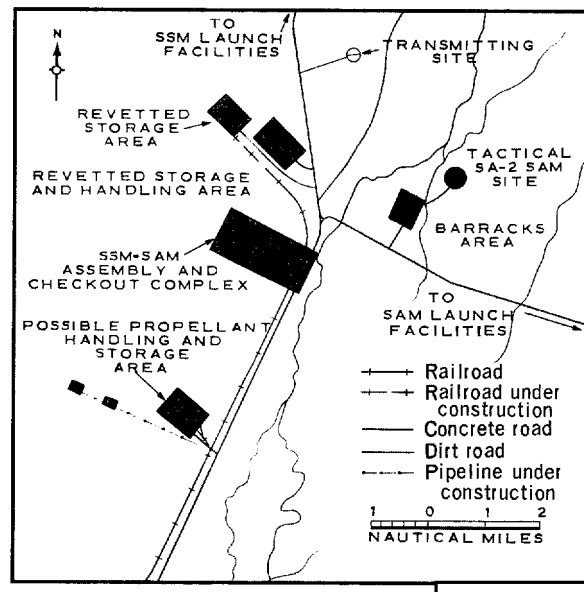 TO
SSM LAUNCH
FACILITIES
N
TRANSMITTING
SITE
REVETTED
STORAGE
AREA
TACTICAL
SA-2 SAM
SITE
REVETTED STORAGE
AND HANDLING AREA
BARRACKS
AREA
SSM-SAM
ASSEMBLY AND
CHECKOUT COMPLEX
TO
SAM LAUNCH
FACILITIES
POSSIBLE PROPELLANT
HANDLING AND
STORAGE
AREA
Railroad
Railroad under
construction
Concrete road
Dirt road
Pipeline under
construction
1 0 1 2
NAUTICAL MILES